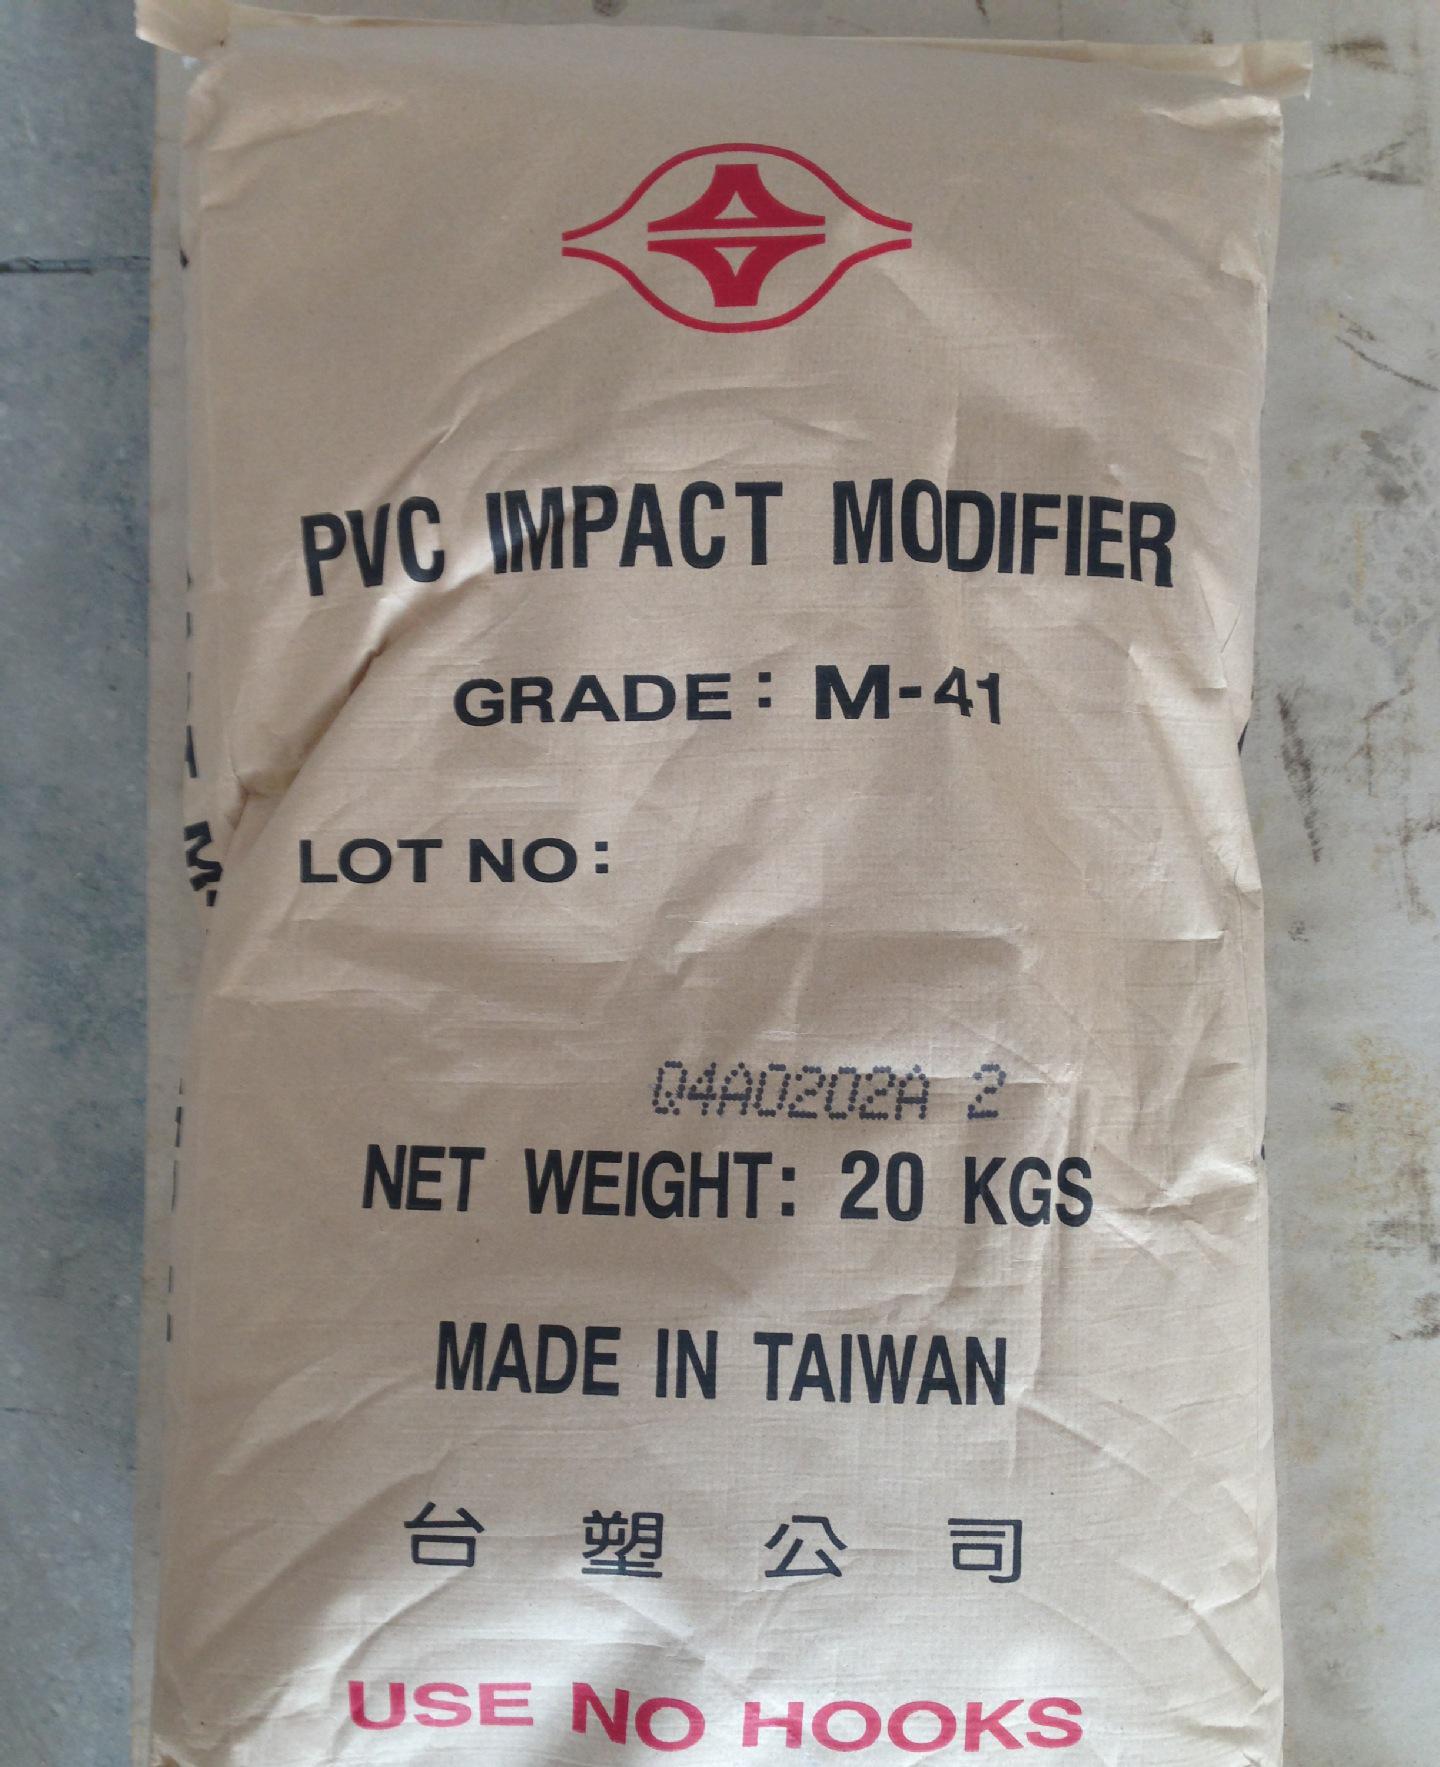 PVC IMPACT MODIFIER
GRADE: M-41
LOT NO:
Q4A0202A 2
NET WEIGHT: 20 KGS
MADE IN TAIWAN
台塑公司
USE NO HOOKS